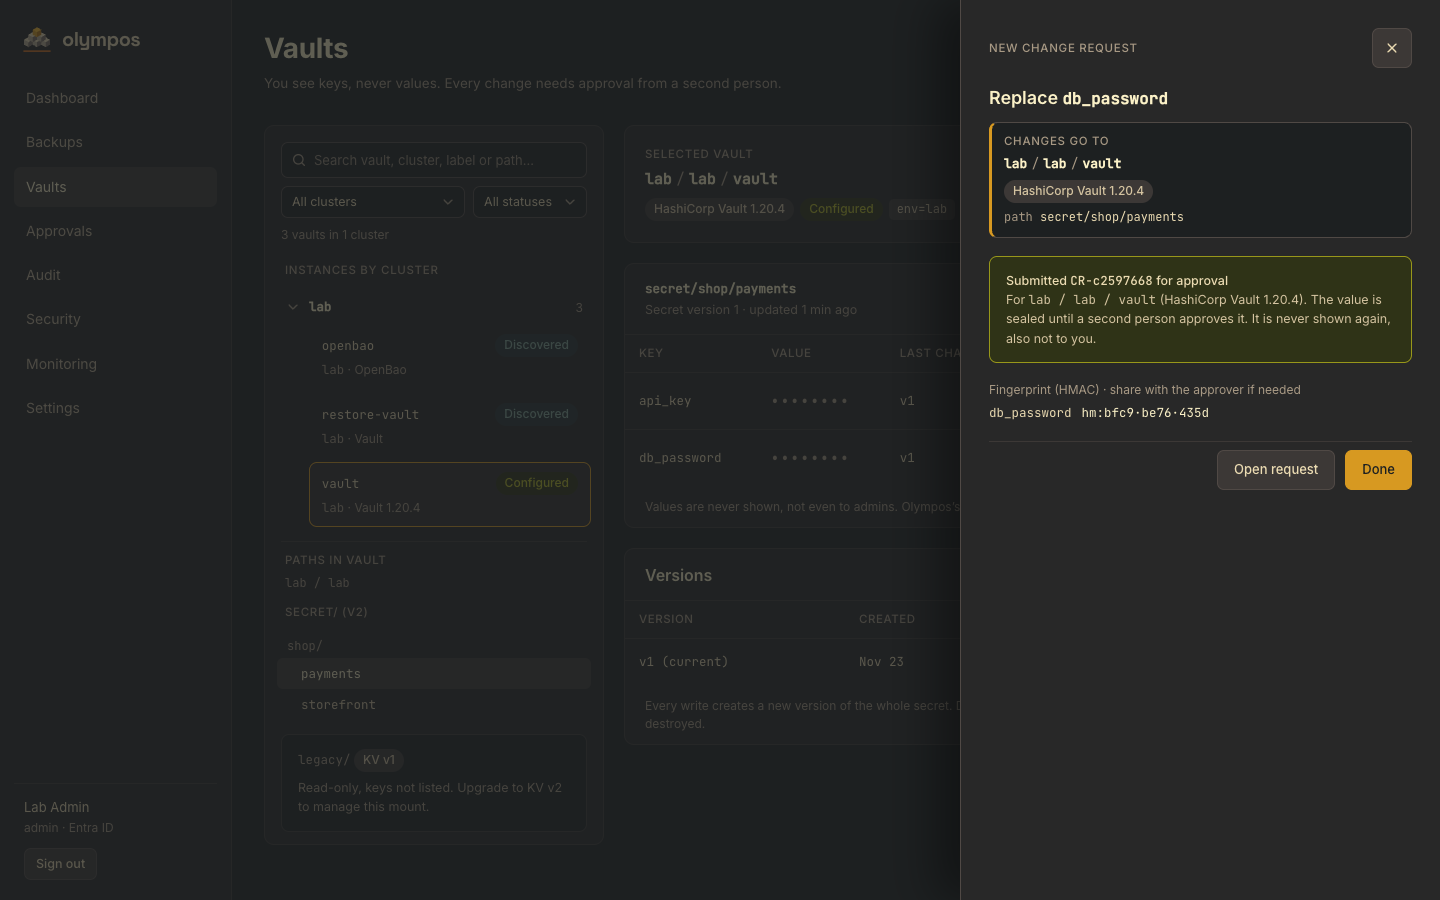 olympos
Dashboard
Backups
Vaults
Approvals
Audit
Security
Monitoring
Settings
Lab Admin
admin · Entra ID
Sign out
Vaults
You see keys, never values. Every change needs approval from a second person.
Search vault, cluster, label or path...
All clusters
All statuses
3 vaults in 1 cluster
INSTANCES BY CLUSTER
lab 3
openbao Discovered
lab · OpenBao
restore-vault Discovered
lab · Vault
vault Configured
lab · Vault 1.20.4
PATHS IN VAULT
lab / lab
SECRET/ (V2)
shop/
payments
storefront
legacy/ KV v1
Read-only, keys not listed. Upgrade to KV v2
to manage this mount.
SELECTED VAULT
lab / lab / vault
HashiCorp Vault 1.20.4 Configured env=lab
secret/shop/payments
Secret version 1 · updated 1 min ago
KEY VALUE LAST CHA
api_key •••••••• v1
db_password •••••••• v1
Values are never shown, not even to admins. Olympos's
Versions
VERSION CREATED
v1 (current) Nov 23
Every write creates a new version of the whole secret. D
destroyed.
NEW CHANGE REQUEST
Replace db_password
CHANGES GO TO
lab / lab / vault
HashiCorp Vault 1.20.4
path secret/shop/payments
Submitted CR-c2597668 for approval
For lab / lab / vault (HashiCorp Vault 1.20.4). The value is
sealed until a second person approves it. It is never shown again,
also not to you.
Fingerprint (HMAC) · share with the approver if needed
db_password hm:bfc9·be76·435d
Open request
Done